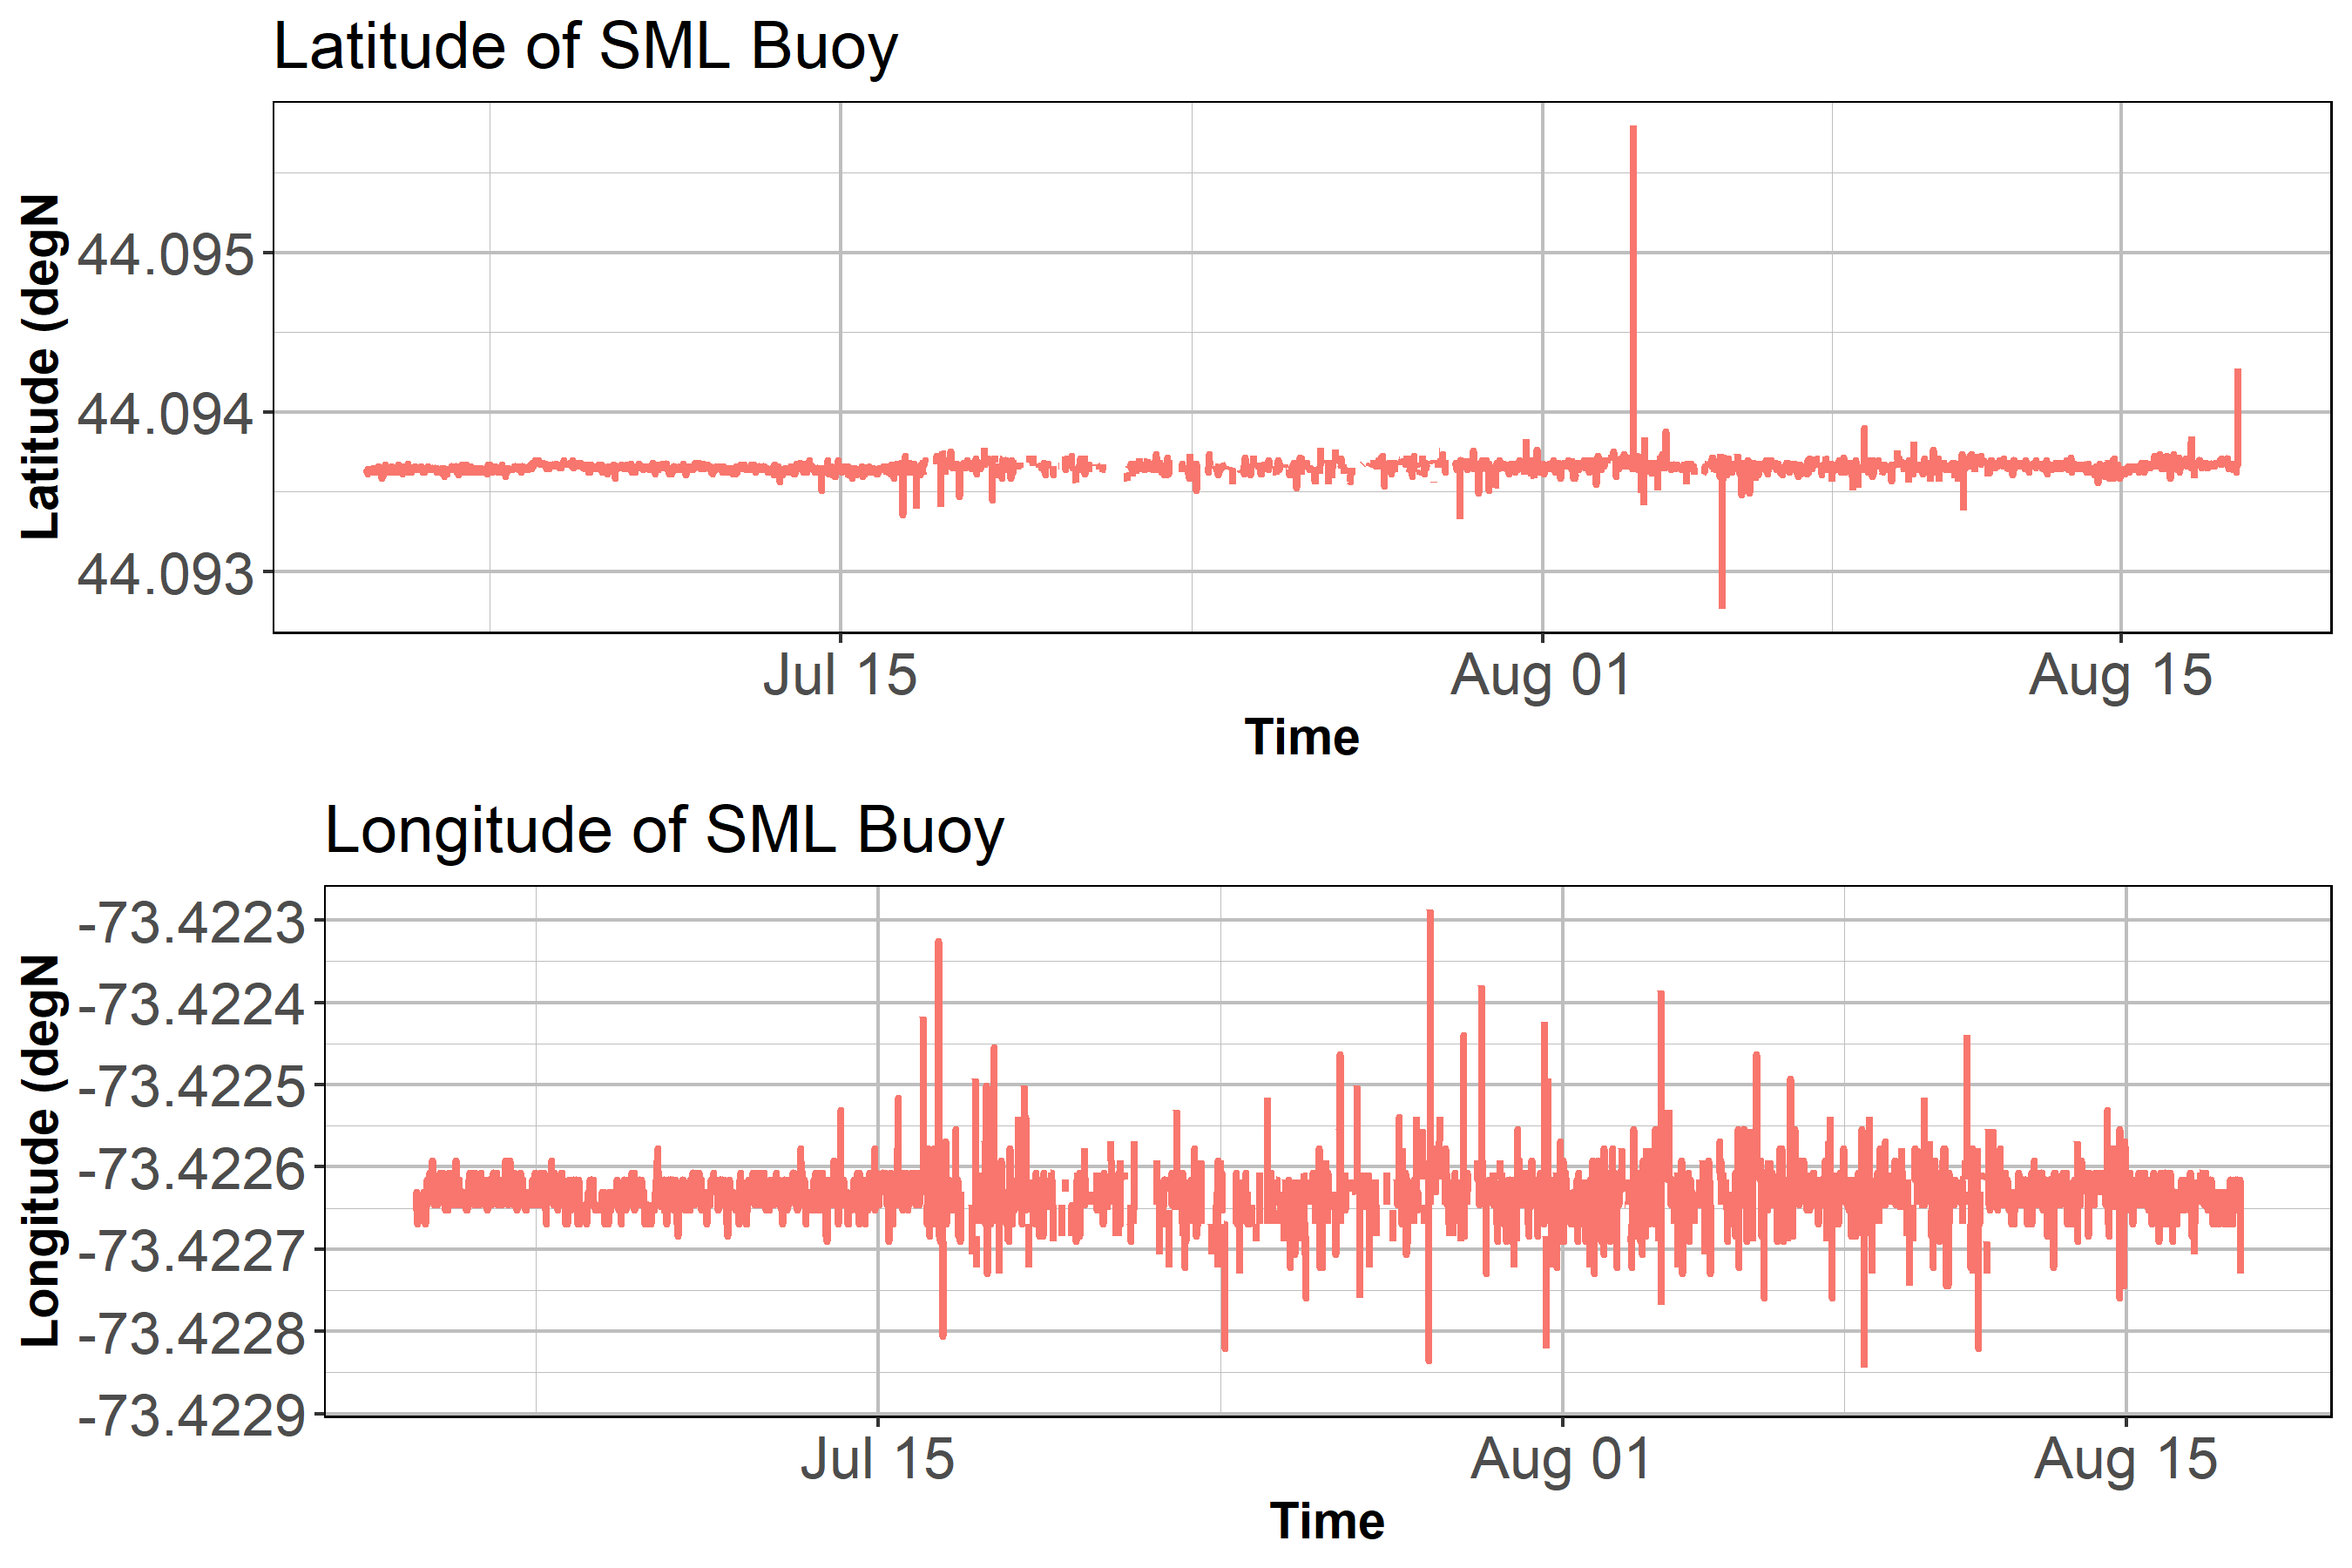 Latitude of SML Buoy
Latitude (degN
44.095
44.094
44.093
Jul 15 Aug 01 Aug 15
Time
Longitude of SML Buoy
Longitude (degN
-73.4223
-73.4224
-73.4225
-73.4226
-73.4227
-73.4228
-73.4229
Jul 15 Aug 01 Aug 15
Time